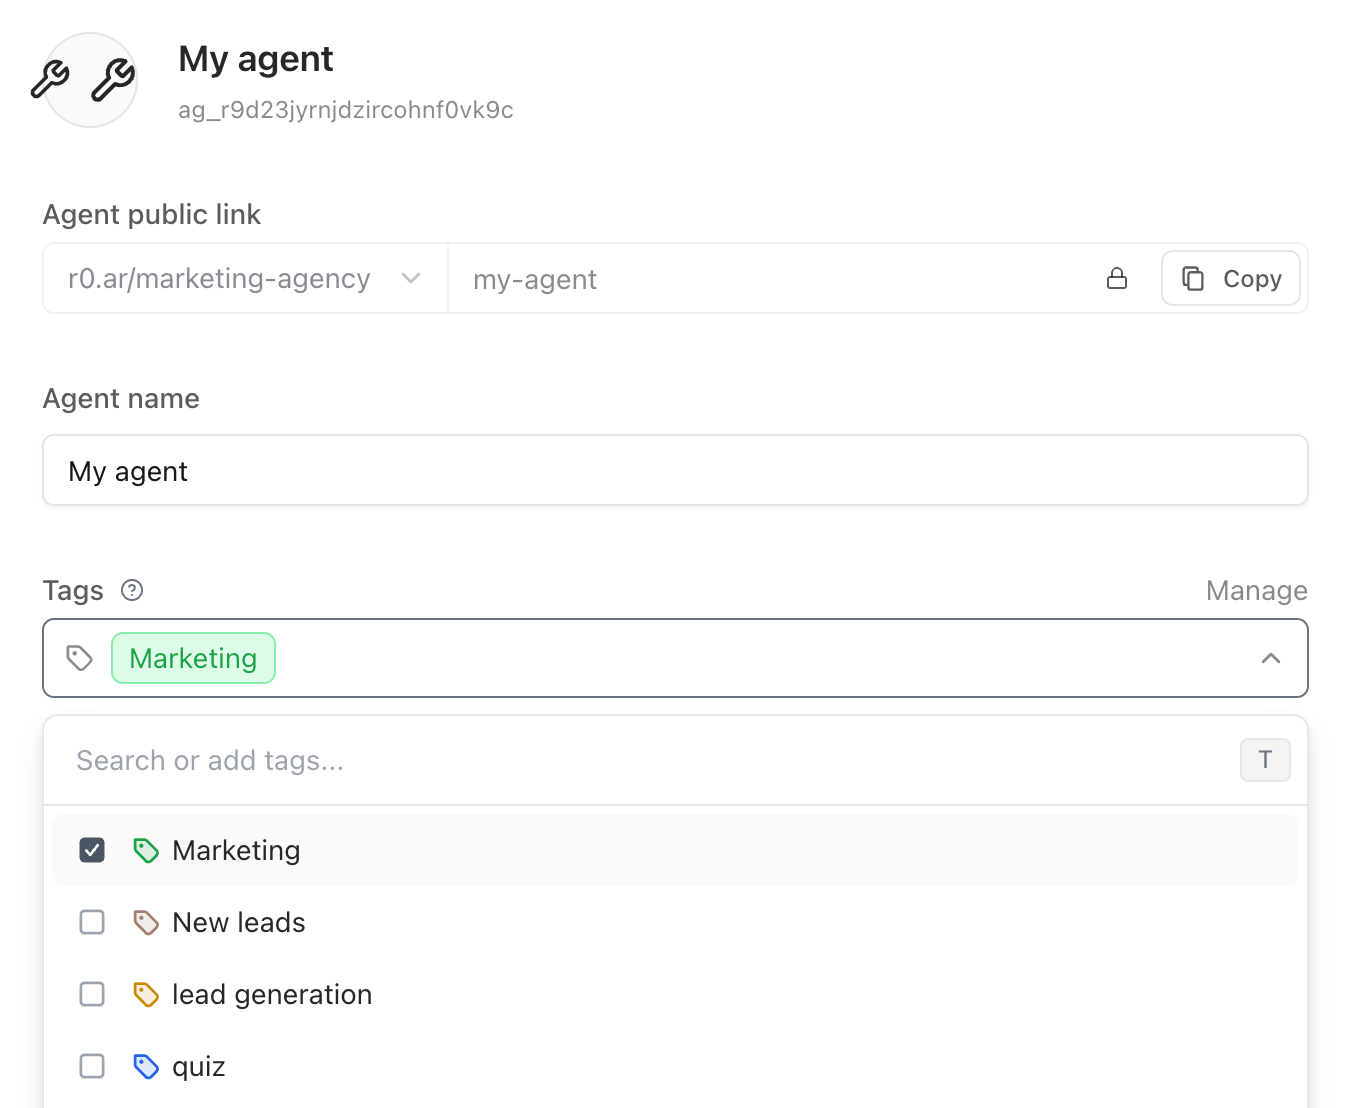 My agent
ag_r9d23jyrnjdzircohnf0vk9c
Agent public link
r0.ar/marketing-agency
my-agent
Copy
Agent name
My agent
Tags
Manage
Marketing
Search or add tags...
T
Marketing
New leads
lead generation
quiz